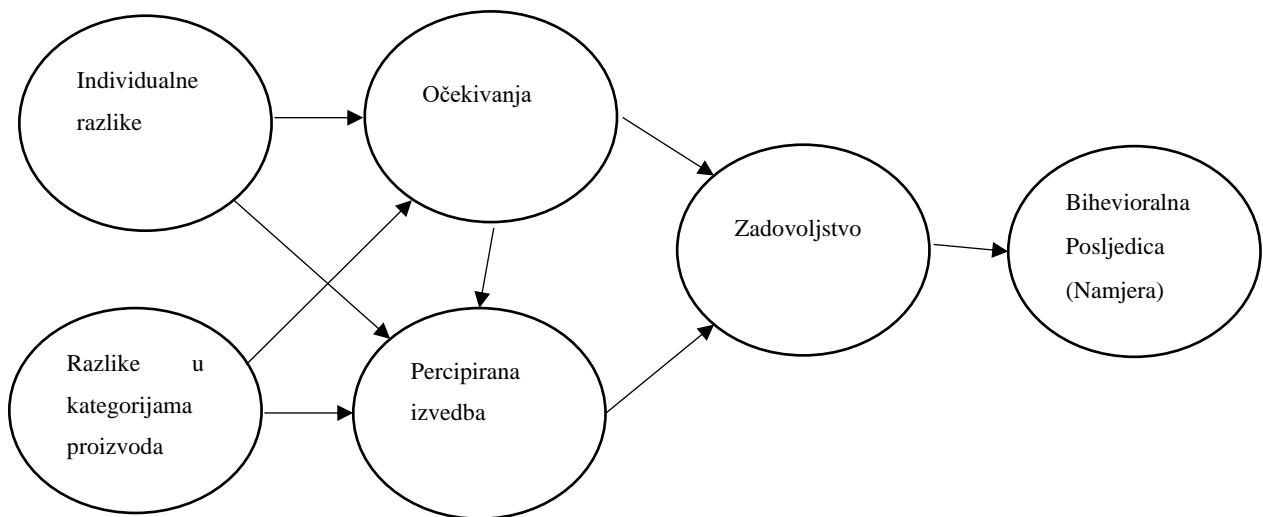 Individualne
razlike
Očekivanja
Zadovoljstvo
Bihevioralna
Posljedica
(Namjera)
Razlike u
kategorijama
proizvoda
Percipirana
izvedba